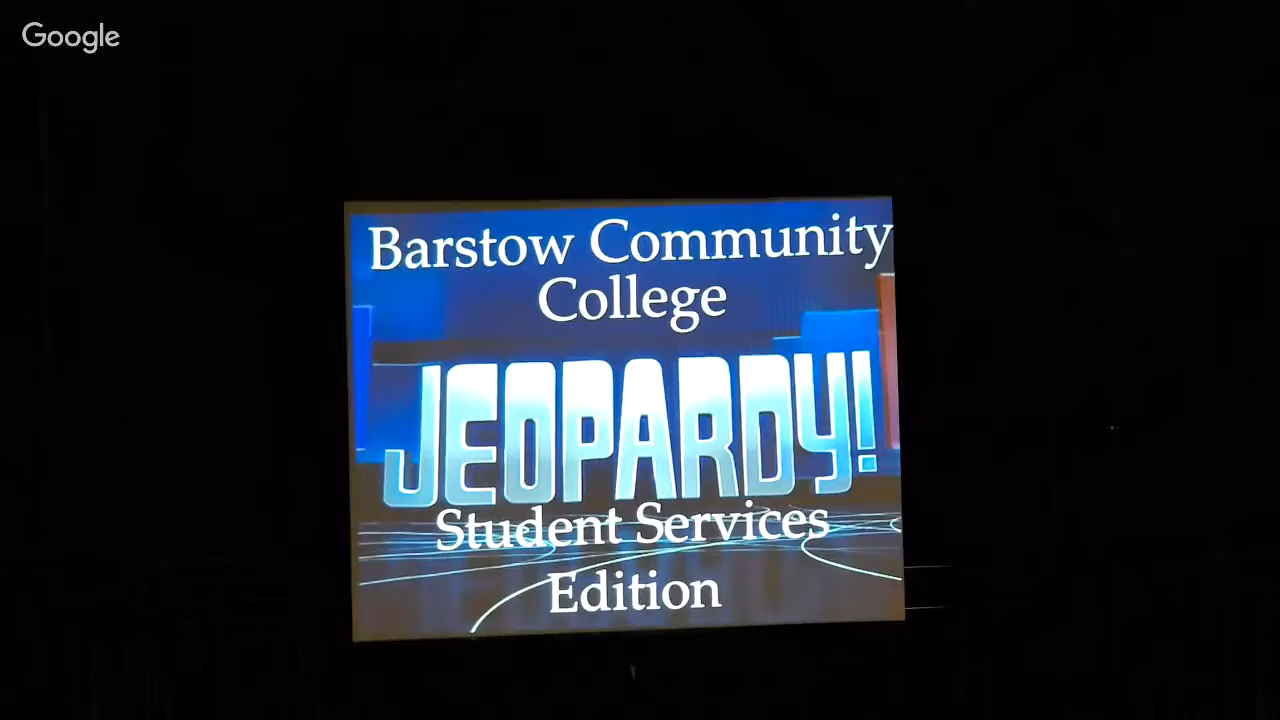 Google
Barstow Community
College
JEOPARDY!
Student Services
Edition